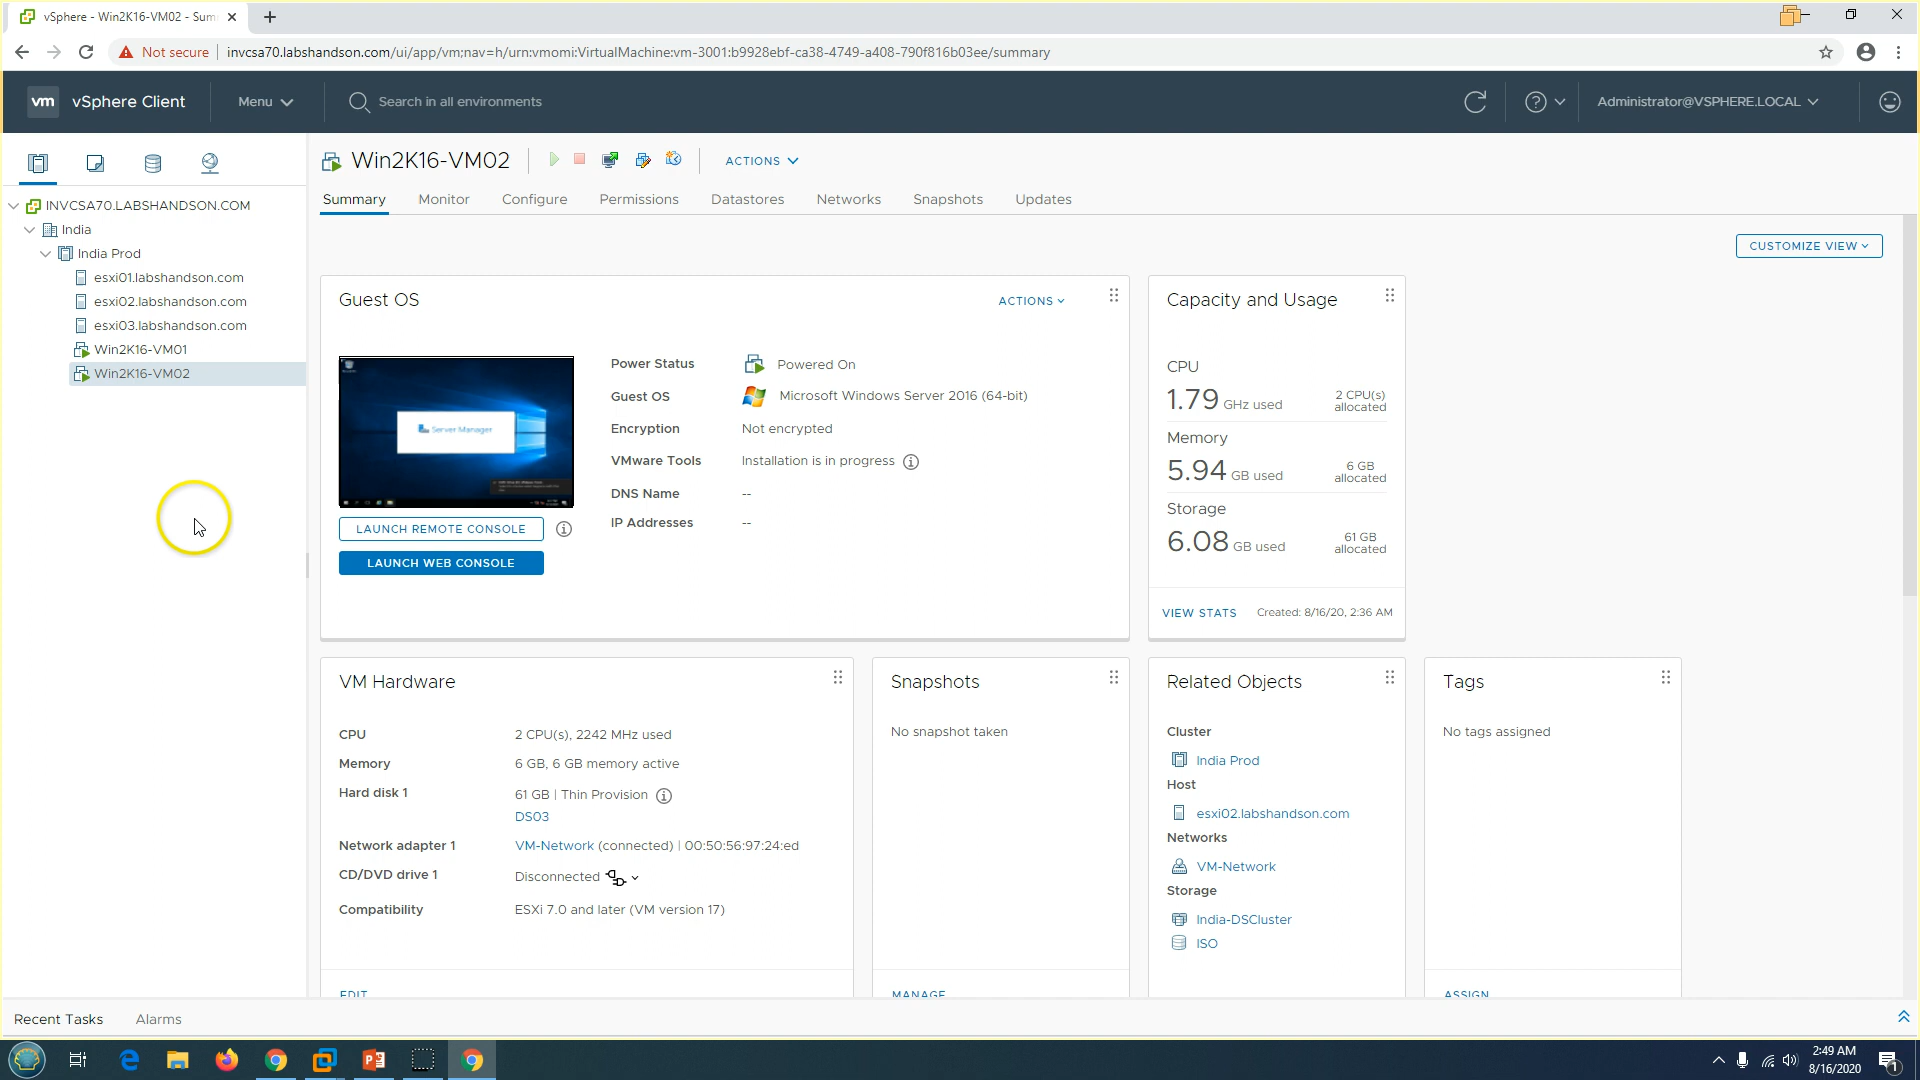 vSphere - Win2K16-VM02 - Sum
Not secure
invcsa70.labshandson.com/ui/app/vm;nav=h/urn:vmomi:VirtualMachine:vm-3001:b9928ebf-ca38-4749-a408-790f816b03ee/summary
vm vSphere Client
Menu
Search in all environments
Administrator@VSPHERE.LOCAL
INVCSA70.LABSHANDSON.COM
India
India Prod
esxi01.labshandson.com
esxi02.labshandson.com
esxi03.labshandson.com
Win2K16-VM01
Win2K16-VM02
Win2K16-VM02
ACTIONS
Summary Monitor Configure Permissions Datastores Networks Snapshots Updates
CUSTOMIZE VIEW
Guest OS
ACTIONS
Server Manager
LAUNCH REMOTE CONSOLE
LAUNCH WEB CONSOLE
Power Status Powered On
Guest OS Microsoft Windows Server 2016 (64-bit)
Encryption Not encrypted
VMware Tools Installation is in progress
DNS Name --
IP Addresses --
Capacity and Usage
CPU
1.79 GHz used 2 CPU(s) allocated
Memory
5.94 GB used 6 GB allocated
Storage
6.08 GB used 61 GB allocated
VIEW STATS Created: 8/16/20, 2:36 AM
VM Hardware
CPU 2 CPU(s), 2242 MHz used
Memory 6 GB, 6 GB memory active
Hard disk 1 61 GB | Thin Provision
DS03
Network adapter 1 VM-Network (connected) | 00:50:56:97:24:ed
CD/DVD drive 1 Disconnected
Compatibility ESXi 7.0 and later (VM version 17)
EDIT
Snapshots
No snapshot taken
MANAGE
Related Objects
Cluster
India Prod
Host
esxi02.labshandson.com
Networks
VM-Network
Storage
India-DSCluster
ISO
Tags
No tags assigned
ASSIGN
Recent Tasks Alarms
2:49 AM
8/16/2020
1